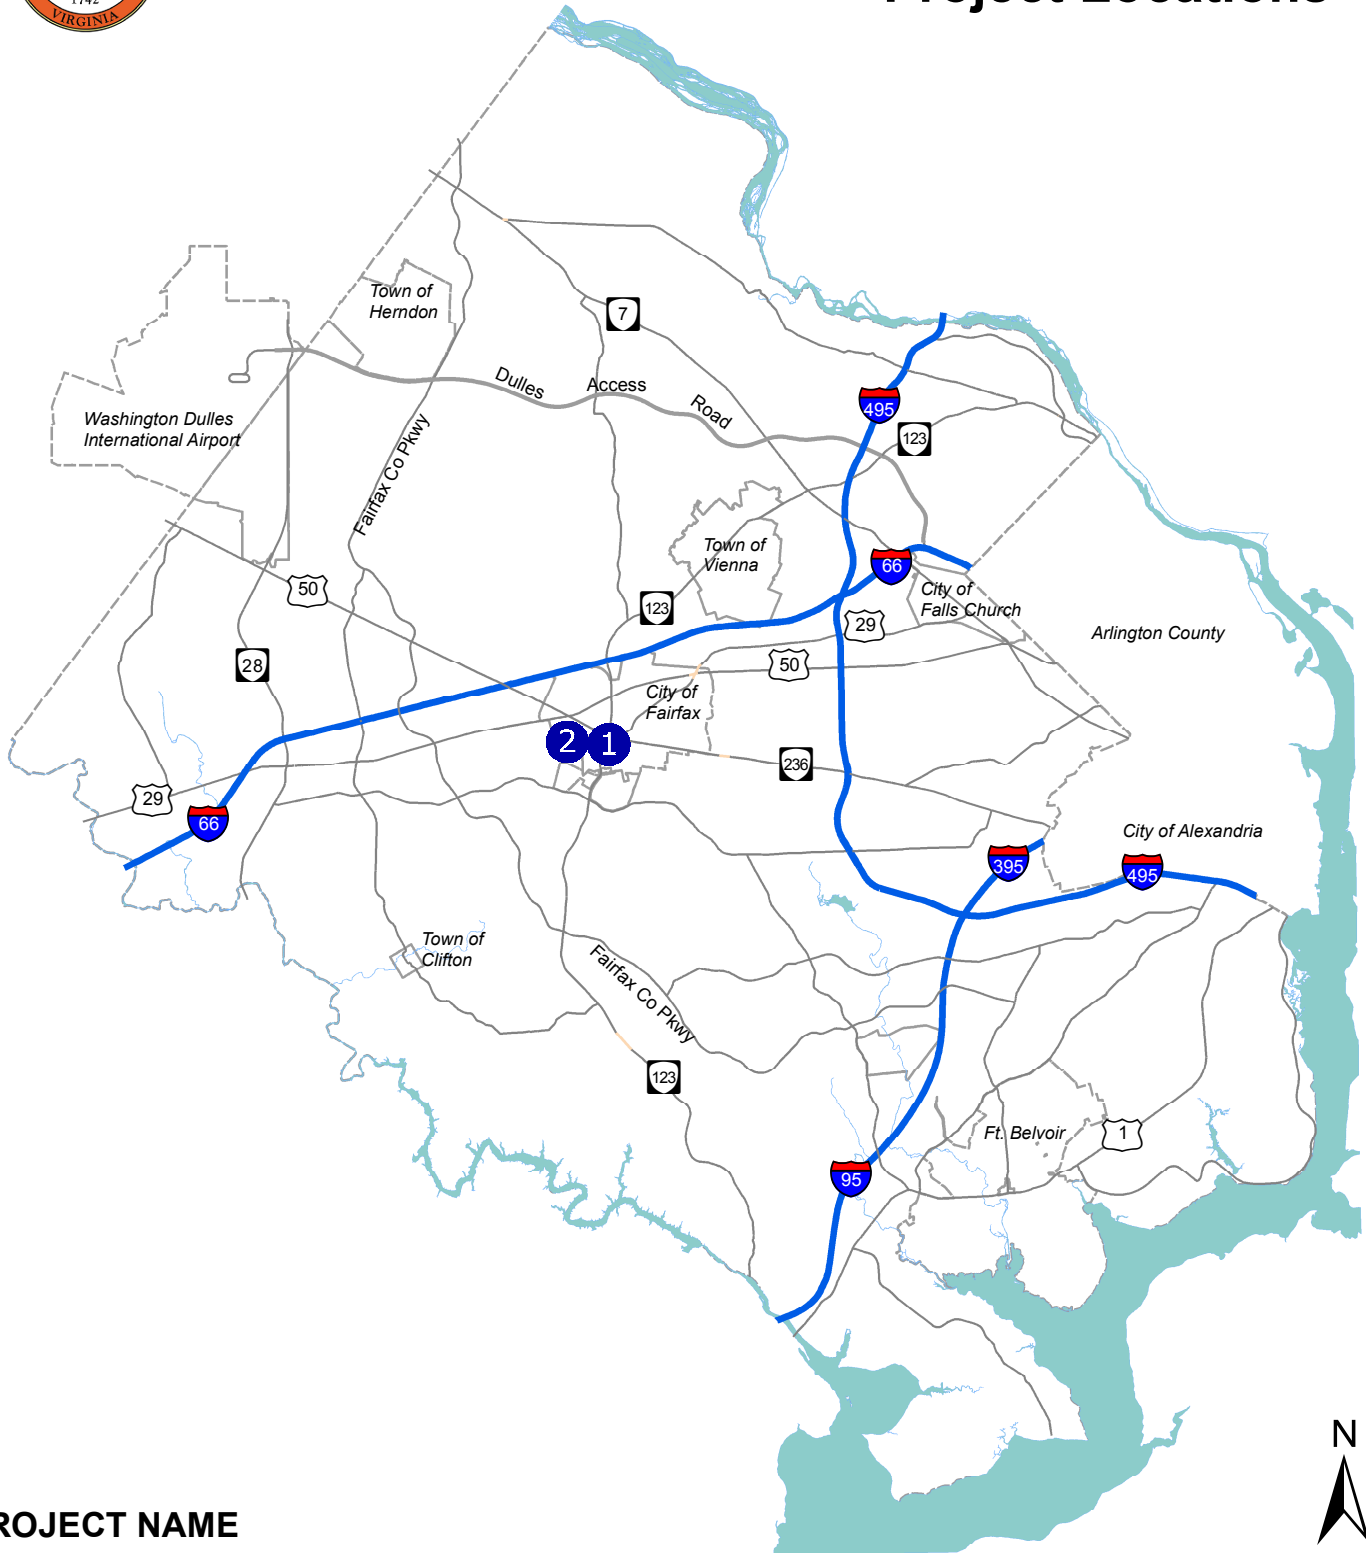 1742
VIRGINIA
Project Locations
Town of
Herndon
7
Dulles Access Road
495
123
Washington Dulles
International Airport
Fairfax Co Pkwy
Town of
Vienna
66
50
City of
Falls Church
123
29
Arlington County
28
50
City of
Fairfax
2
1
236
29
66
City of Alexandria
395
495
Town of
Clifton
Fairfax Co Pkwy
123
Ft. Belvoir
1
95
N
ROJECT NAME